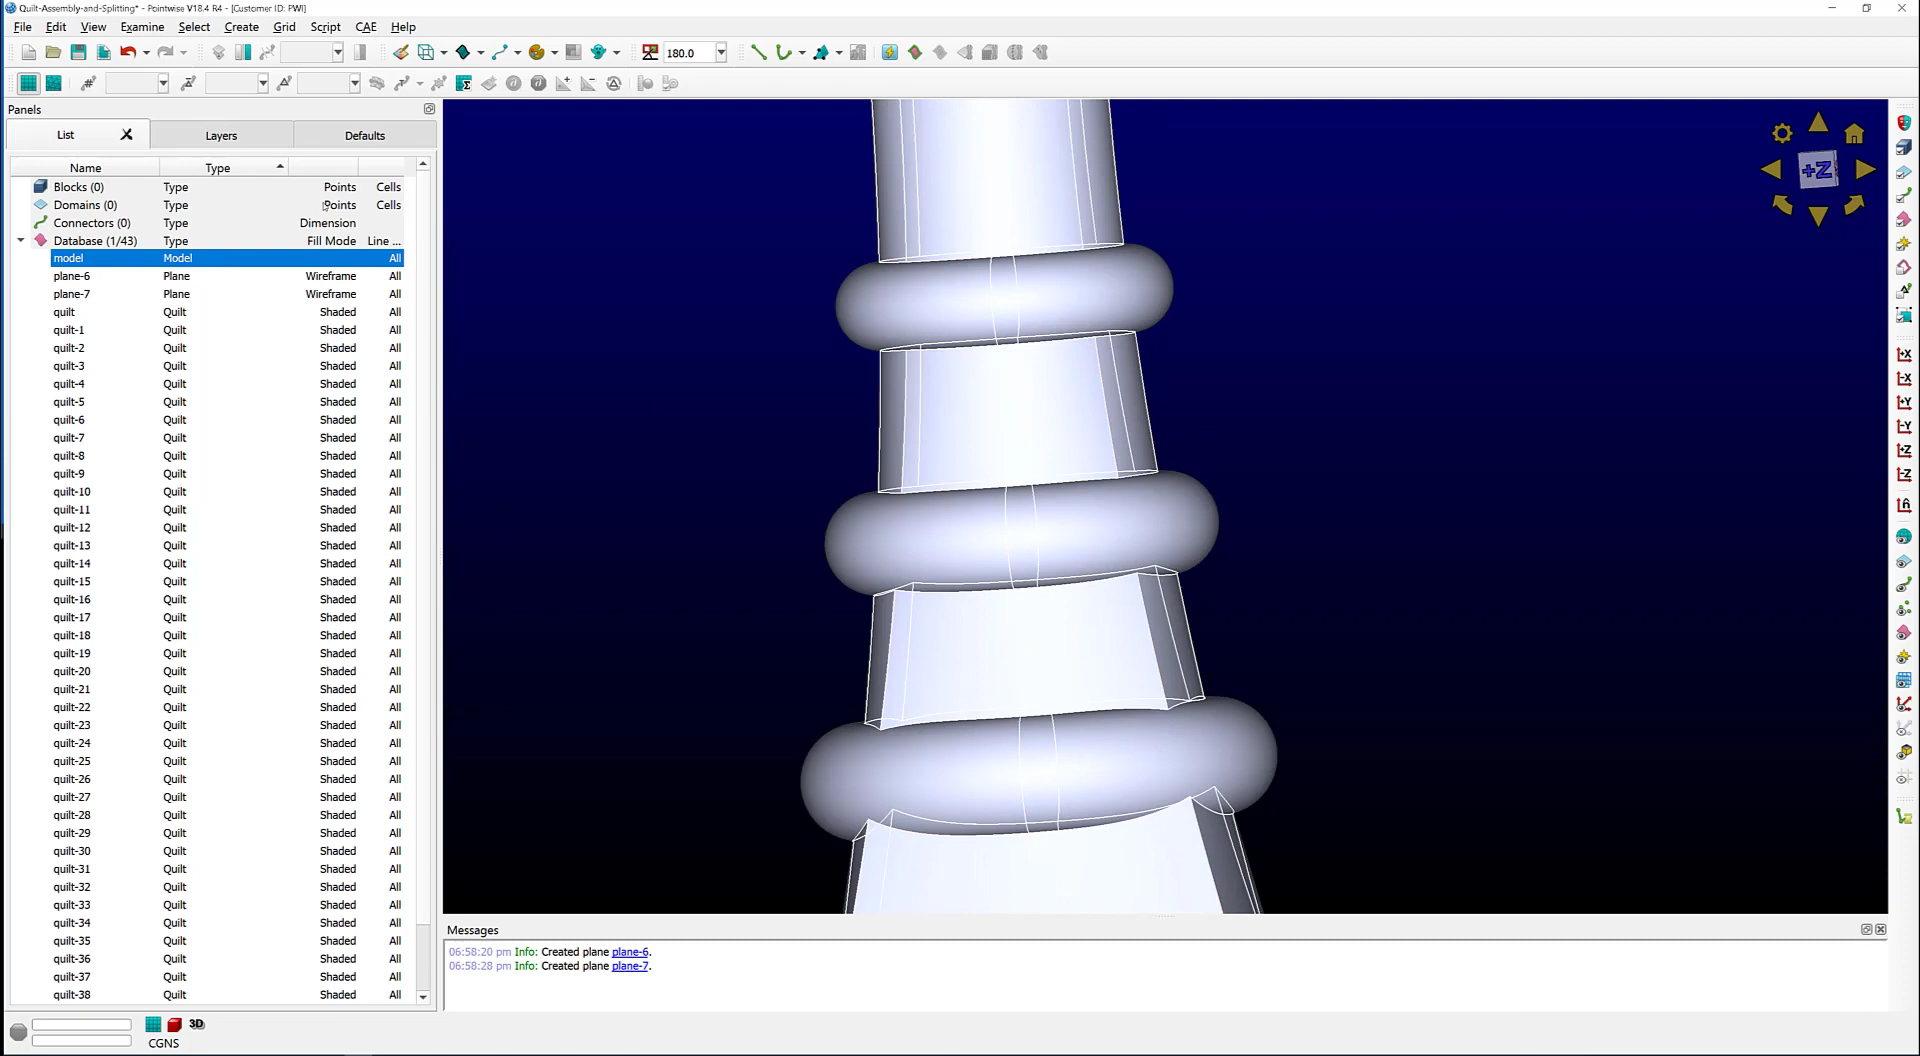 Quilt-Assembly-and-Splitting* - Pointwise V18.4 R4 - [Customer ID: PWI]
File Edit View Examine Select Create Grid Script CAE Help
180.0
Panels
List Layers Defaults
Name Type
Blocks (0) Type Points Cells
Domains (0) Type Points Cells
Connectors (0) Type Dimension
Database (1/43) Type Fill Mode Line ...
model Model All
plane-6 Plane Wireframe All
plane-7 Plane Wireframe All
quilt Quilt Shaded All
quilt-1 Quilt Shaded All
quilt-2 Quilt Shaded All
quilt-3 Quilt Shaded All
quilt-4 Quilt Shaded All
quilt-5 Quilt Shaded All
quilt-6 Quilt Shaded All
quilt-7 Quilt Shaded All
quilt-8 Quilt Shaded All
quilt-9 Quilt Shaded All
quilt-10 Quilt Shaded All
quilt-11 Quilt Shaded All
quilt-12 Quilt Shaded All
quilt-13 Quilt Shaded All
quilt-14 Quilt Shaded All
quilt-15 Quilt Shaded All
quilt-16 Quilt Shaded All
quilt-17 Quilt Shaded All
quilt-18 Quilt Shaded All
quilt-19 Quilt Shaded All
quilt-20 Quilt Shaded All
quilt-21 Quilt Shaded All
quilt-22 Quilt Shaded All
quilt-23 Quilt Shaded All
quilt-24 Quilt Shaded All
quilt-25 Quilt Shaded All
quilt-26 Quilt Shaded All
quilt-27 Quilt Shaded All
quilt-28 Quilt Shaded All
quilt-29 Quilt Shaded All
quilt-30 Quilt Shaded All
quilt-31 Quilt Shaded All
quilt-32 Quilt Shaded All
quilt-33 Quilt Shaded All
quilt-34 Quilt Shaded All
quilt-35 Quilt Shaded All
quilt-36 Quilt Shaded All
quilt-37 Quilt Shaded All
quilt-38 Quilt Shaded All
+Z
+X
-X
+Y
-Y
+Z
-Z
Messages
06:58:20 pm Info: Created plane plane-6.
06:58:28 pm Info: Created plane plane-7.
3D
CGNS